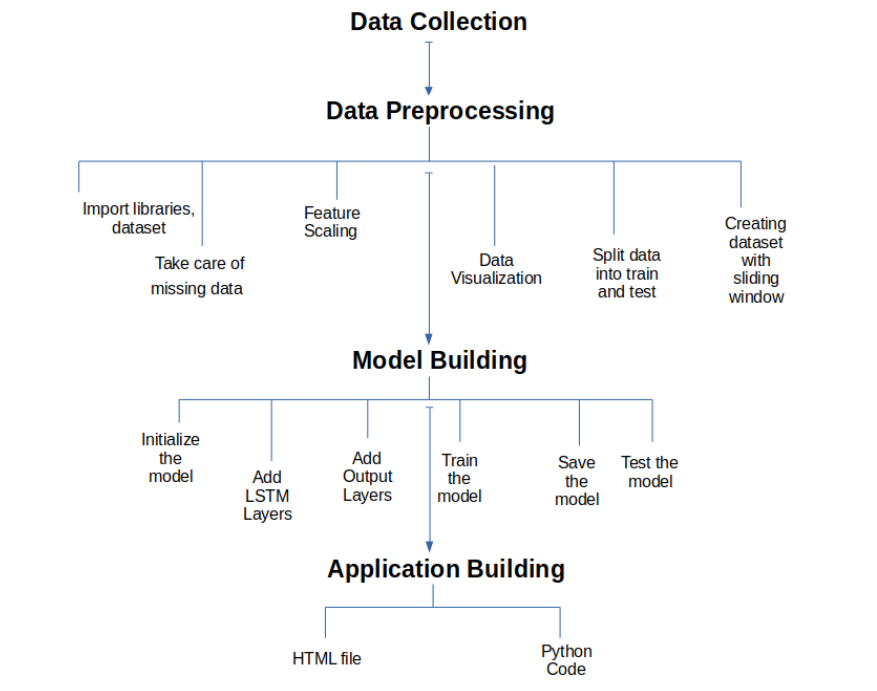 Data Collection
Data Preprocessing
Import libraries,
dataset
Take care of
missing data
Feature
Scaling
Data
Visualization
Split data
into train
and test
Creating
dataset
with
sliding
window
Model Building
Initialize
the
model
Add
LSTM
Layers
Add
Output
Layers
Train
the
model
Save
the
model
Test the
model
Application Building
HTML file
Python
Code